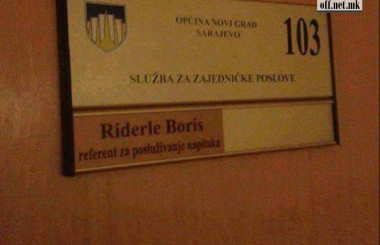 off.net.mk
OPĆINA NOVI GRAD
SARAJEVO
103
SLUŽBA ZA ZAJEDNIČKE POSLOVE
Riderle Boris
referent za posluživanje napitaka